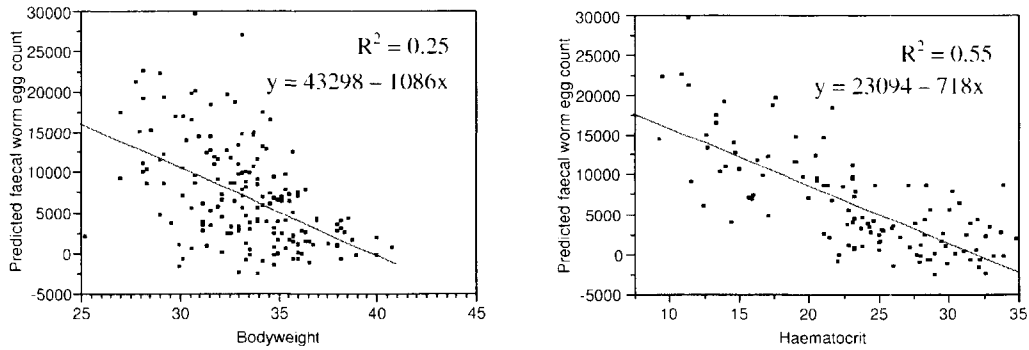 30000
25000
20000
15000
10000
5000
0
-5000
Predicted faecal worm egg count
R² = 0.25
y = 43298 – 1086x
25 30 35 40 45
Bodyweight
30000
25000
20000
15000
10000
5000
0
-5000
Predicted faecal worm egg count
R² = 0.55
y = 23094 – 718x
10 15 20 25 30 35
Haematocrit